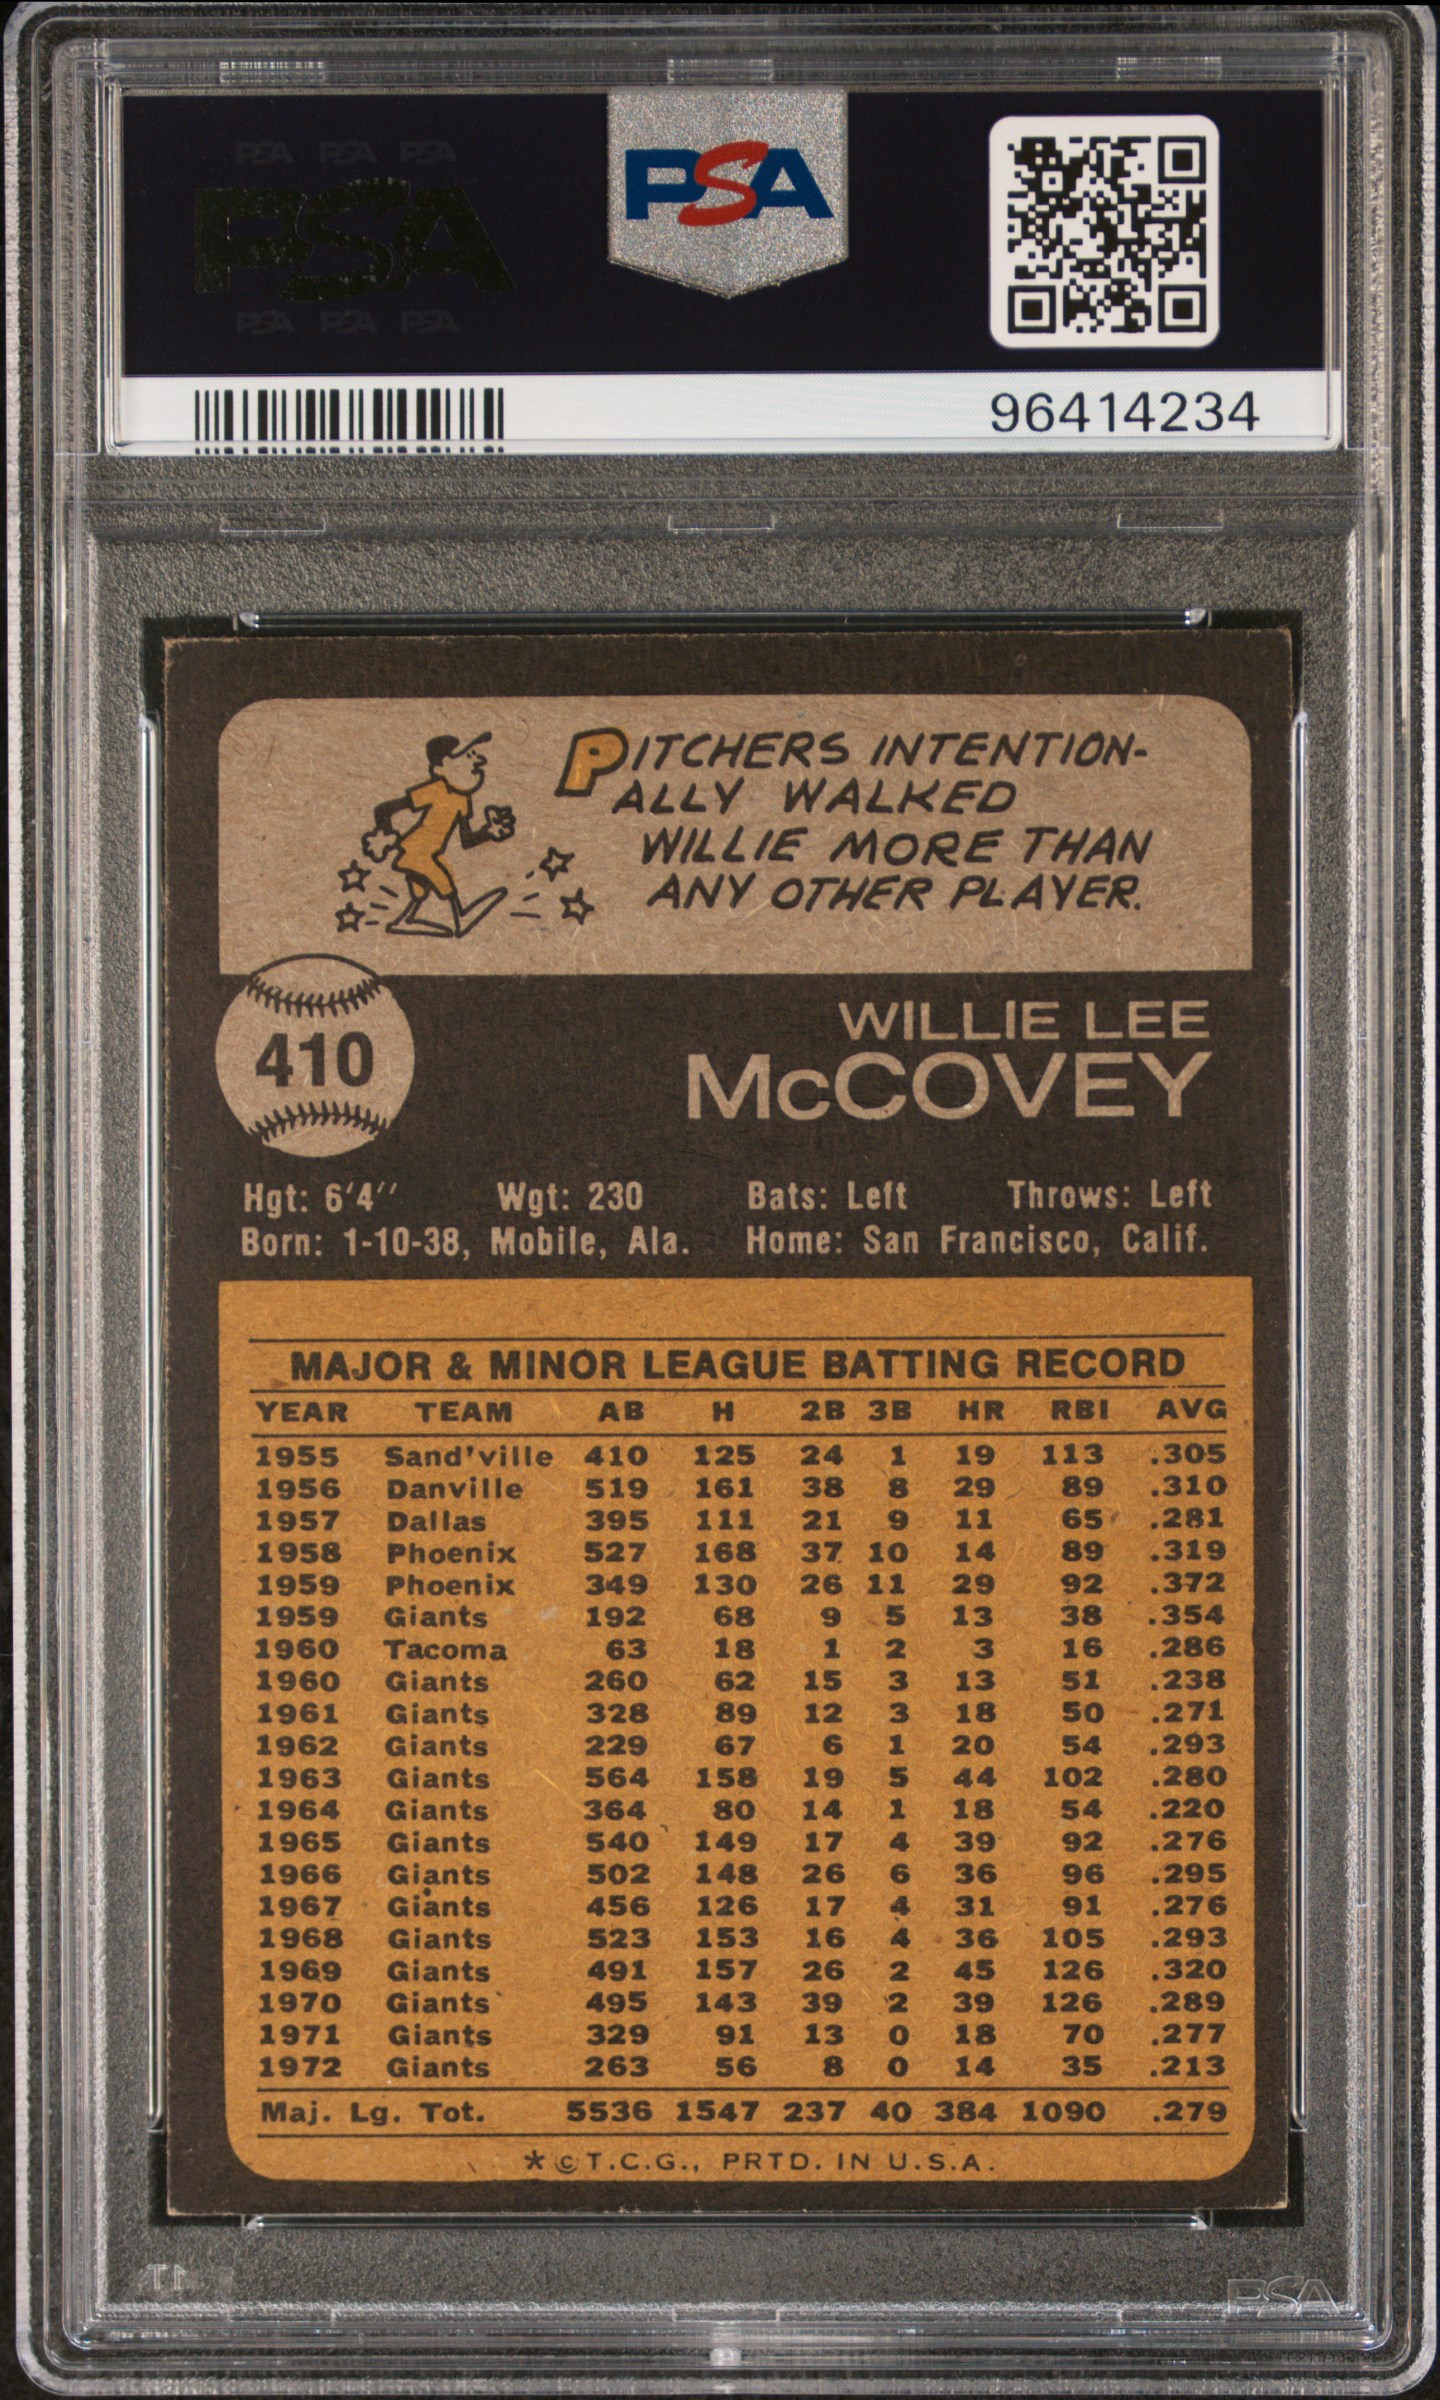 PSA PSA PSA
PSA
PSA PSA PSA
PSA
96414234
PITCHERS INTENTION-
ALLY WALKED
WILLIE MORE THAN
ANY OTHER PLAYER.
410
WILLIE LEE
McCOVEY
Hgt: 6'4'' Wgt: 230 Bats: Left Throws: Left
Born: 1-10-38, Mobile, Ala. Home: San Francisco, Calif.
MAJOR & MINOR LEAGUE BATTING RECORD
YEAR TEAM AB H 2B 3B HR RBI AVG
1955 Sand'ville 410 125 24 1 19 113 .305
1956 Danville 519 161 38 8 29 89 .310
1957 Dallas 395 111 21 9 11 65 .281
1958 Phoenix 527 168 37 10 14 89 .319
1959 Phoenix 349 130 26 11 29 92 .372
1959 Giants 192 68 9 5 13 38 .354
1960 Tacoma 63 18 1 2 3 16 .286
1960 Giants 260 62 15 3 13 51 .238
1961 Giants 328 89 12 3 18 50 .271
1962 Giants 229 67 6 1 20 54 .293
1963 Giants 564 158 19 5 44 102 .280
1964 Giants 364 80 14 1 18 54 .220
1965 Giants 540 149 17 4 39 92 .276
1966 Giants 502 148 26 6 36 96 .295
1967 Giants 456 126 17 4 31 91 .276
1968 Giants 523 153 16 4 36 105 .293
1969 Giants 491 157 26 2 45 126 .320
1970 Giants 495 143 39 2 39 126 .289
1971 Giants 329 91 13 0 18 70 .277
1972 Giants 263 56 8 0 14 35 .213
Maj. Lg. Tot. 5536 1547 237 40 384 1090 .279
*©T.C.G., PRTD. IN U.S.A.
PSA